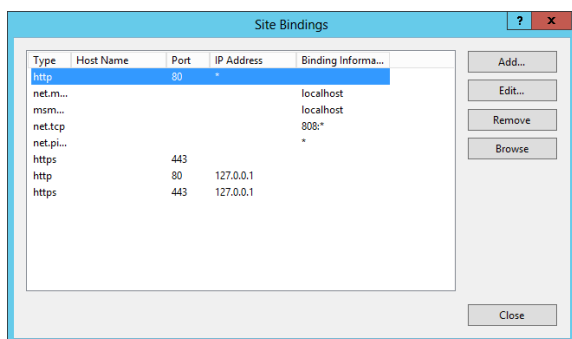 Site Bindings
? x
Type Host Name Port IP Address Binding Informa...
http 80 *
net.m... localhost
msm... localhost
net.tcp 808:*
net.pi... *
https 443
http 80 127.0.0.1
https 443 127.0.0.1
Add...
Edit...
Remove
Browse
Close